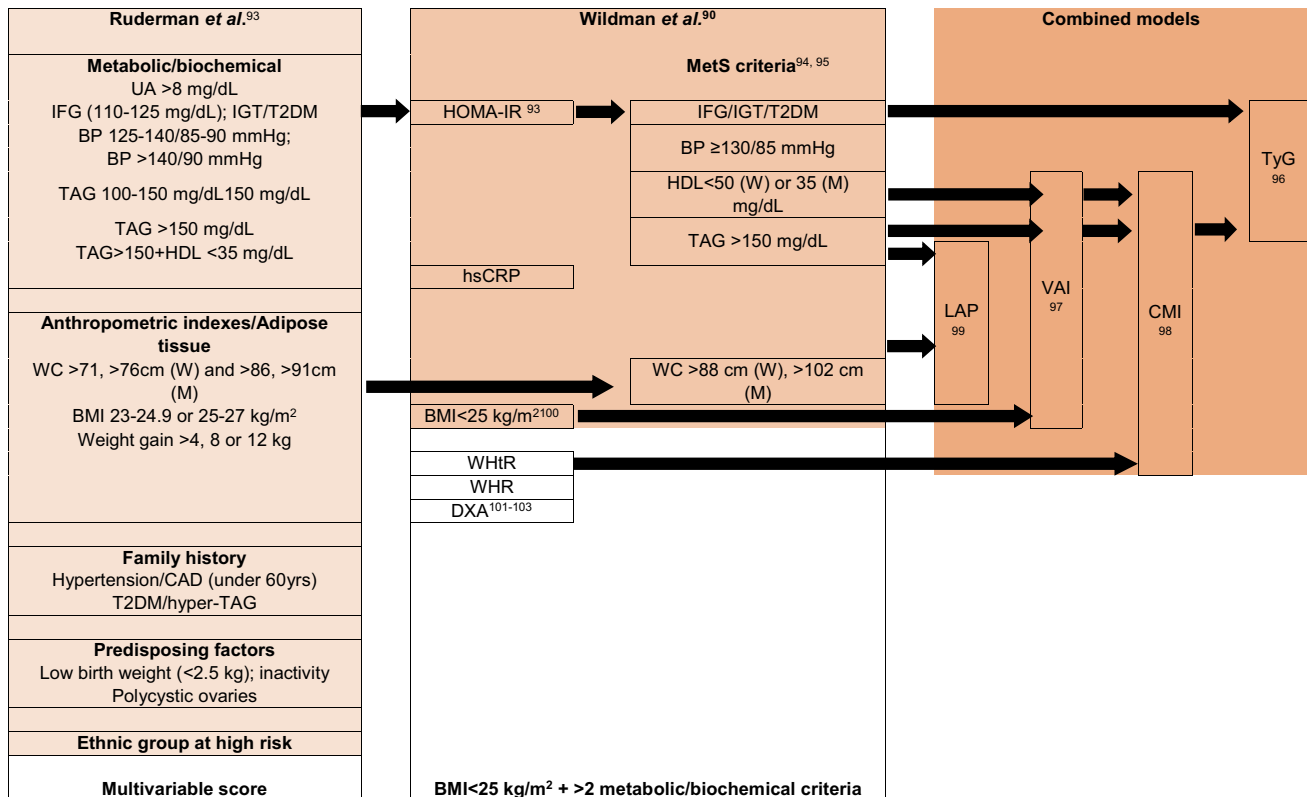 Ruderman et al.93
Metabolic/biochemical
UA >8 mg/dL
IFG (110-125 mg/dL); IGT/T2DM
BP 125-140/85-90 mmHg;
BP >140/90 mmHg
TAG 100-150 mg/dL150 mg/dL
TAG >150 mg/dL
TAG>150+HDL <35 mg/dL
Anthropometric indexes/Adipose
tissue
WC >71, >76cm (W) and >86, >91cm
(M)
BMI 23-24.9 or 25-27 kg/m2
Weight gain >4, 8 or 12 kg
Family history
Hypertension/CAD (under 60yrs)
T2DM/hyper-TAG
Predisposing factors
Low birth weight (<2.5 kg); inactivity
Polycystic ovaries
Ethnic group at high risk
Multivariable score
Wildman et al.90
MetS criteria94, 95
HOMA-IR 93
IFG/IGT/T2DM
BP ≥130/85 mmHg
HDL<50 (W) or 35 (M)
mg/dL
TAG >150 mg/dL
hsCRP
WC >88 cm (W), >102 cm
(M)
BMI<25 kg/m2100
WHtR
WHR
DXA101-103
BMI<25 kg/m2 + >2 metabolic/biochemical criteria
Combined models
LAP
99
VAI
97
CMI
98
TyG
96